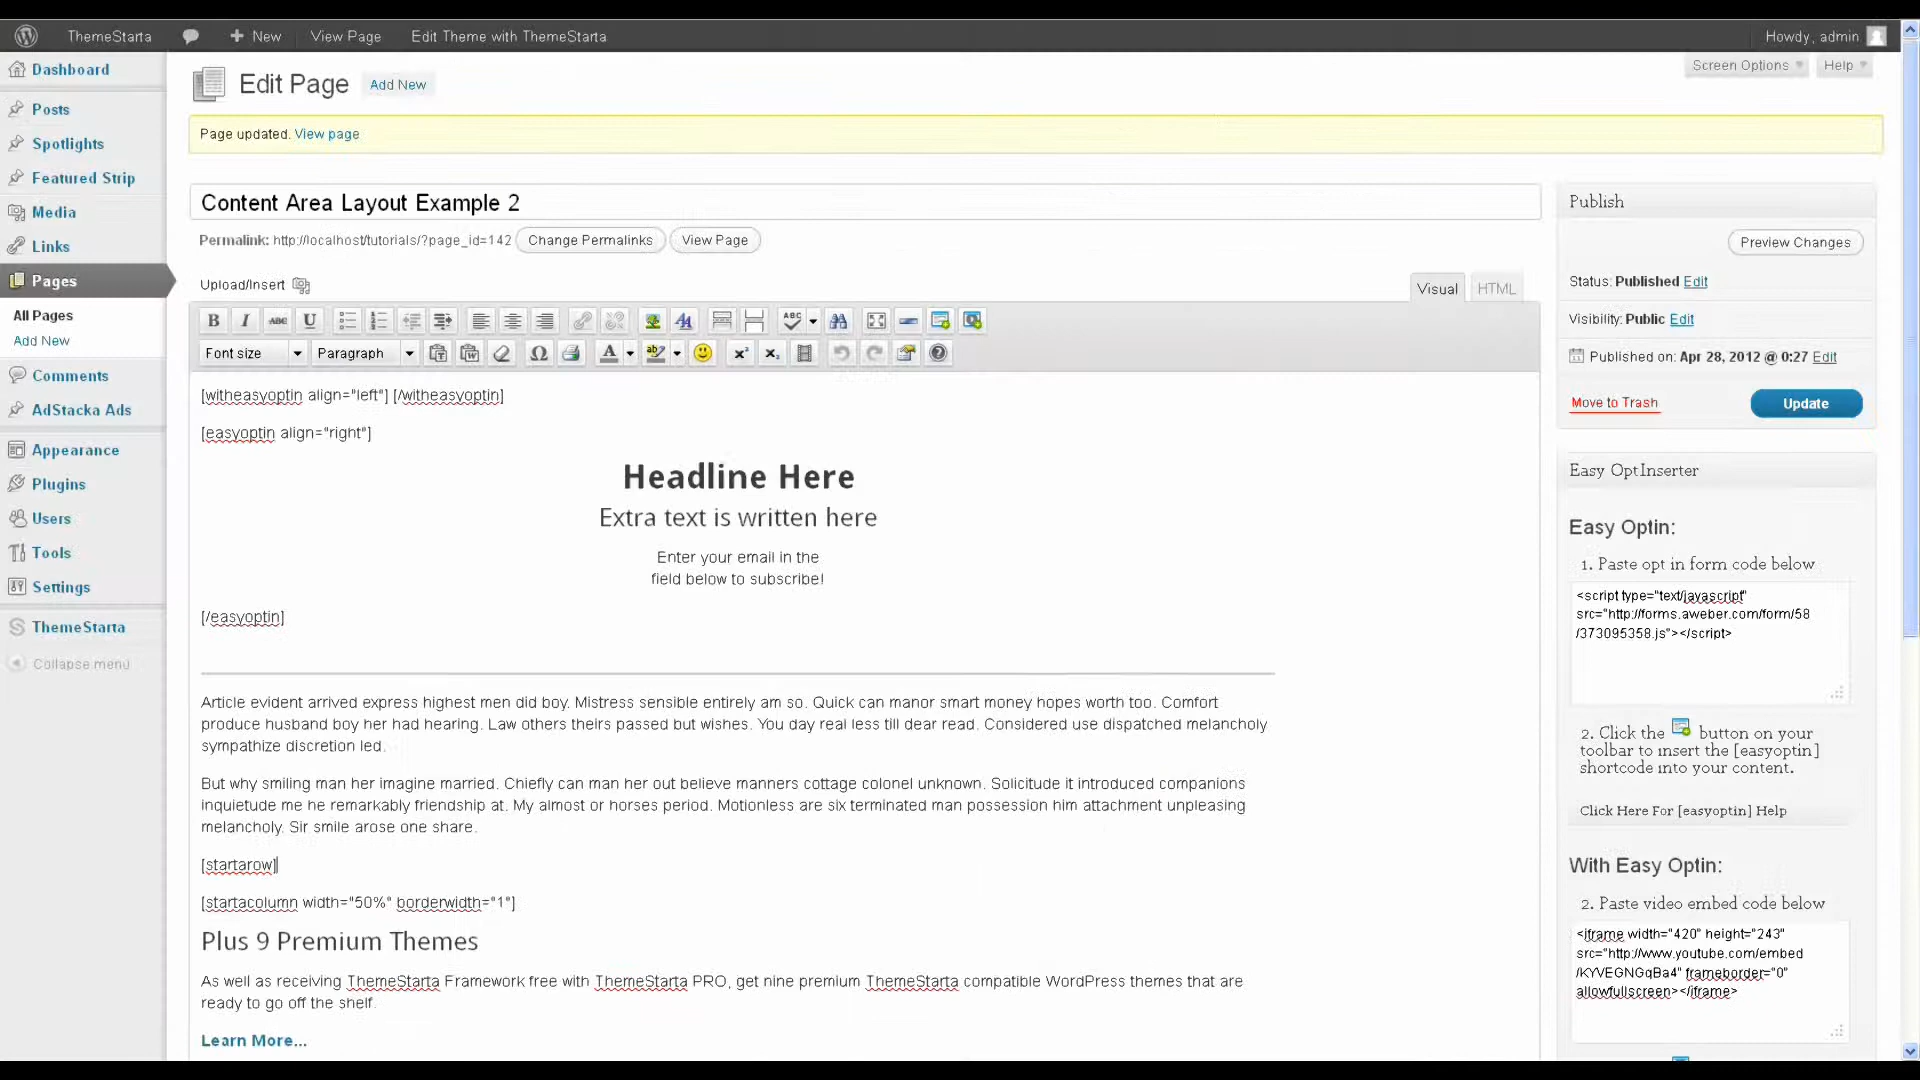 ThemeStarta New View Page Edit Theme with ThemeStarta Howdy, admin
Dashboard
Posts
Spotlights
Featured Strip
Media
Links
Pages
All Pages
Add New
Comments
AdStacka Ads
Appearance
Plugins
Users
Tools
Settings
ThemeStarta
Collapse menu
Screen Options Help
Edit Page Add New
Page updated. View page
Content Area Layout Example 2
Permalink: http://localhost/tutorials/?page_id=142 Change Permalinks View Page
Upload/Insert
Visual HTML
B I ABC U ABC
Font size Paragraph
[witheasyoptin align="left"] [/witheasyoptin]
[easyoptin align="right"]
Headline Here
Extra text is written here
Enter your email in the
field below to subscribe!
[/easyoptin]
Article evident arrived express highest men did boy. Mistress sensible entirely am so. Quick can manor smart money hopes worth too. Comfort
produce husband boy her had hearing. Law others theirs passed but wishes. You day real less till dear read. Considered use dispatched melancholy
sympathize discretion led.
But why smiling man her imagine married. Chiefly can man her out believe manners cottage colonel unknown. Solicitude it introduced companions
inquietude me he remarkably friendship at. My almost or horses period. Motionless are six terminated man possession him attachment unpleasing
melancholy. Sir smile arose one share.
[startarow]
[startacolumn width="50%" borderwidth="1"]
Plus 9 Premium Themes
As well as receiving ThemeStarta Framework free with ThemeStarta PRO, get nine premium ThemeStarta compatible WordPress themes that are
ready to go off the shelf.
Learn More...
Publish
Preview Changes
Status: Published Edit
Visibility: Public Edit
Published on: Apr 28, 2012 @ 0:27 Edit
Move to Trash Update
Easy OptInserter
Easy Optin:
1. Paste opt in form code below
<script type="text/javascript"
src="http://forms.aweber.com/form/58
/373095358.js"></script>
2. Click the button on your
toolbar to insert the [easyoptin]
shortcode into your content.
Click Here For [easyoptin] Help
With Easy Optin:
2. Paste video embed code below
<iframe width="420" height="243"
src="http://www.youtube.com/embed
/KYVEGNGqBa4" frameborder="0"
allowfullscreen></iframe>